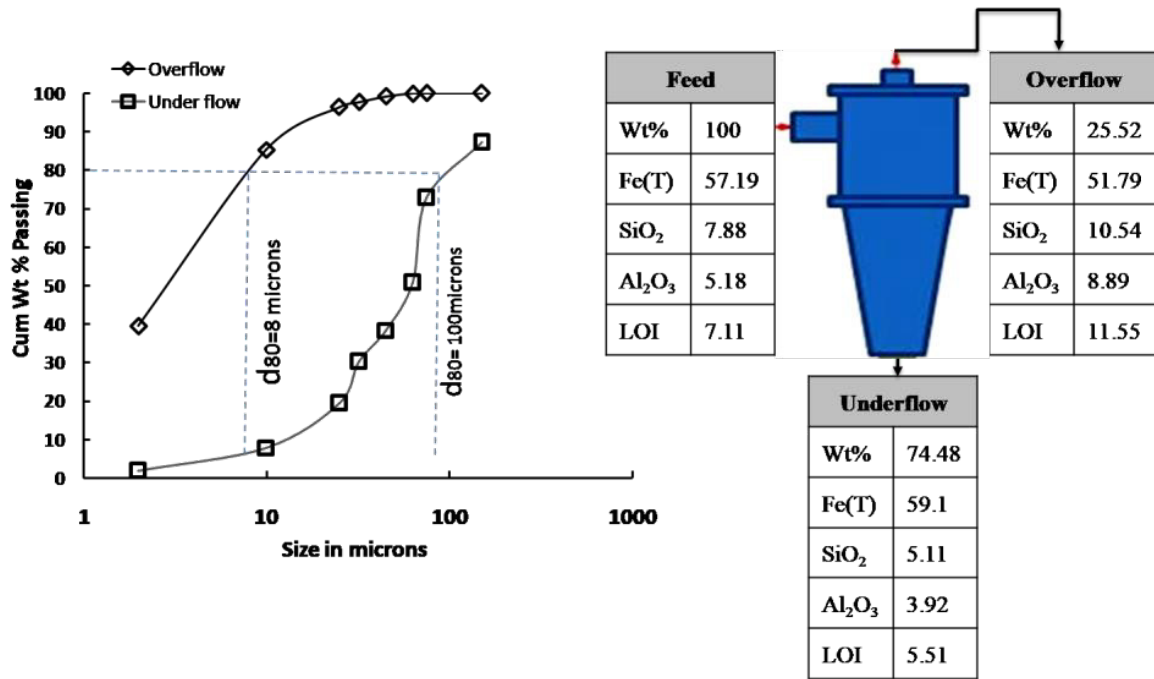 Overflow
Under flow
100
90
80
70
60
50
40
30
20
10
0
Cum Wt % Passing
d80=8 microns
d80= 100microns
1
10
100
1000
Size in microns
Feed
Wt% 100
Fe(T) 57.19
SiO₂ 7.88
Al₂O₃ 5.18
LOI 7.11
Overflow
Wt% 25.52
Fe(T) 51.79
SiO₂ 10.54
Al₂O₃ 8.89
LOI 11.55
Underflow
Wt% 74.48
Fe(T) 59.1
SiO₂ 5.11
Al₂O₃ 3.92
LOI 5.51